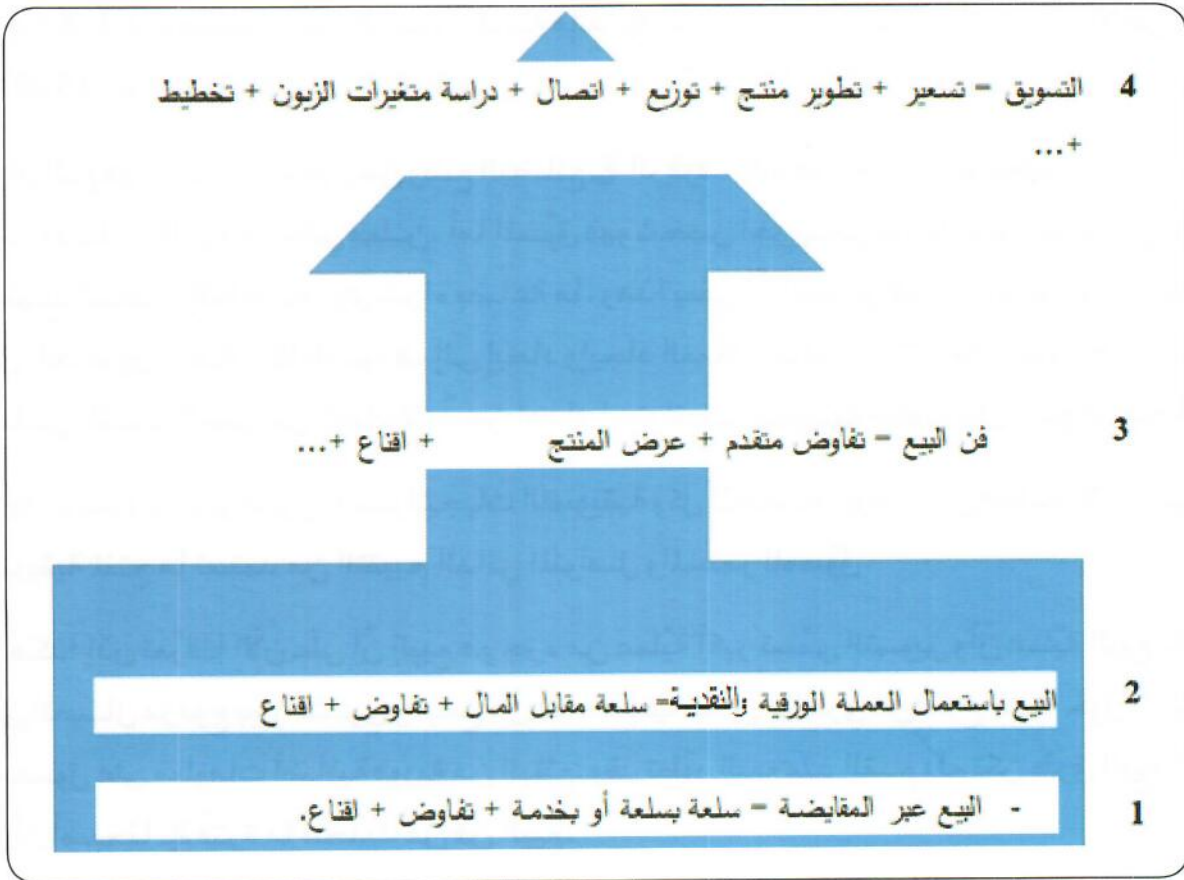 4 التسويق = تسعير + تطوير منتج + توزيع + اتصال + دراسة متغيرات الزبون + تخطيط
+...
3 فن البيع = تفاوض متقدم + عرض المنتج + اقناع +...
2 البيع باستعمال العملة الورقية والنقدية= سلعة مقابل المال + تفاوض + اقناع
1 - البيع عبر المقايضة = سلعة بسلعة أو بخدمة + تفاوض + اقناع.